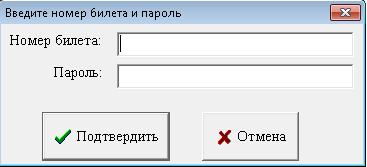 Введите номер билета и пароль
Номер билета:
Пароль:
Подтвердить
Отмена